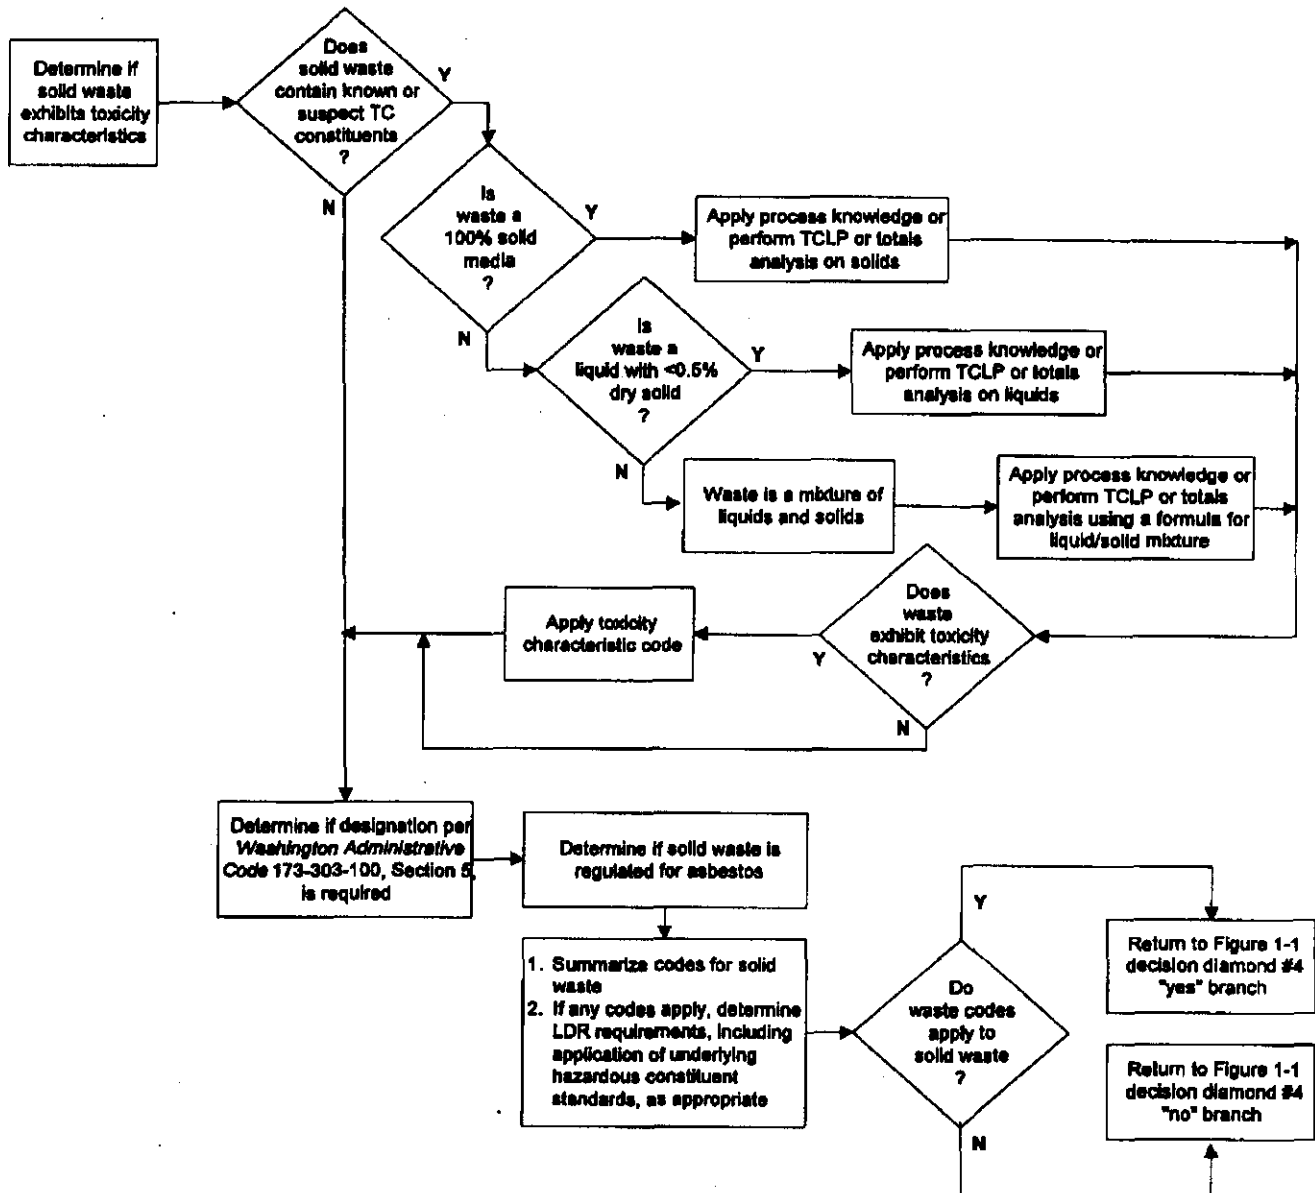 Determine if
solid waste
exhibits toxicity
characteristics
Does
solid waste
contain known or
suspect TC
constituents
?
Y
N
Is
waste a
100% solid
media
?
Y
N
Apply process knowledge or
perform TCLP or totals
analysis on solids
Is
waste a
liquid with <0.5%
dry solid
?
Y
N
Apply process knowledge or
perform TCLP or totals
analysis on liquids
Waste is a mixture of
liquids and solids
Apply process knowledge or
perform TCLP or totals
analysis using a formula for
liquid/solid mixture
Does
waste
exhibit toxicity
characteristics
?
Y
N
Apply toxicity
characteristic code
Determine if designation per
Washington Administrative
Code 173-303-100, Section 5,
is required
Determine if solid waste is
regulated for asbestos
1. Summarize codes for solid
waste
2. If any codes apply, determine
LDR requirements, including
application of underlying
hazardous constituent
standards, as appropriate
Do
waste codes
apply to
solid waste
?
Y
N
Return to Figure 1-1
decision diamond #4
"yes" branch
Return to Figure 1-1
decision diamond #4
"no" branch